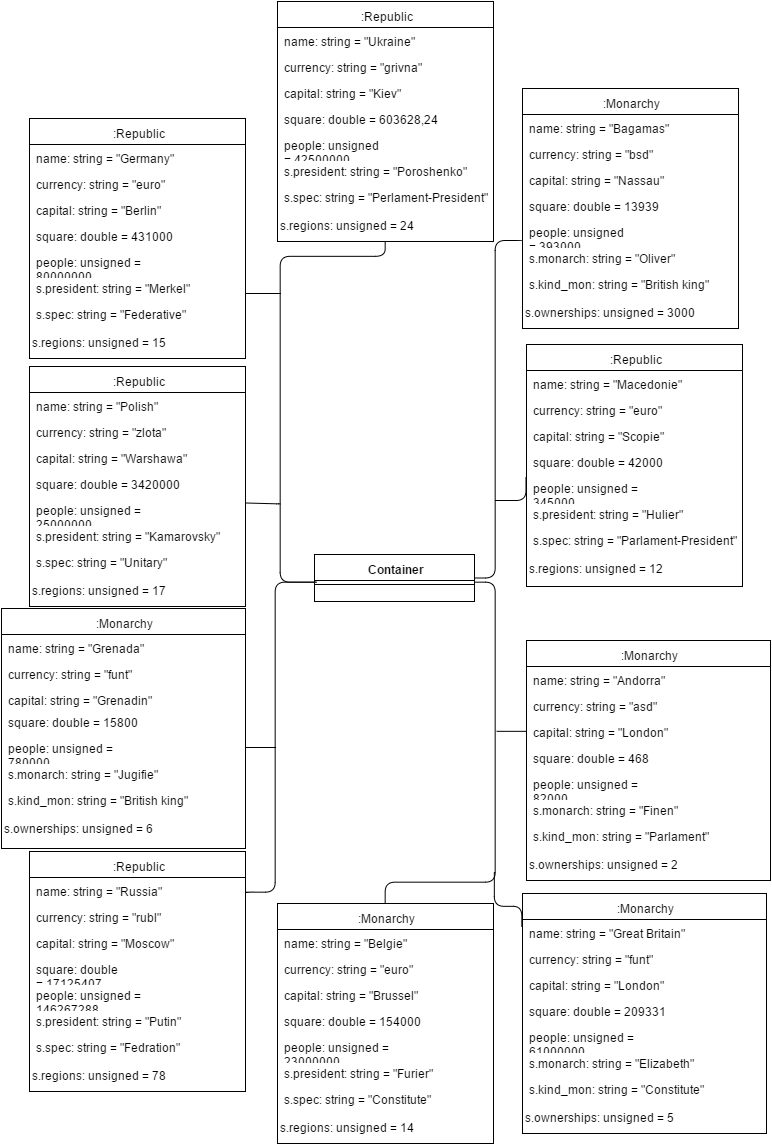 :Republic
name: string = "Ukraine"
currency: string = "grivna"
capital: string = "Kiev"
square: double = 603628,24
people: unsigned
= 42500000
s.president: string = "Poroshenko"
s.spec: string = "Perlament-President"
s.regions: unsigned = 24
:Monarchy
name: string = "Bagamas"
currency: string = "bsd"
capital: string = "Nassau"
square: double = 13939
people: unsigned
= 393000
s.monarch: string = "Oliver"
s.kind_mon: string = "British king"
s.ownerships: unsigned = 3000
:Republic
name: string = "Germany"
currency: string = "euro"
capital: string = "Berlin"
square: double = 431000
people: unsigned =
80000000
s.president: string = "Merkel"
s.spec: string = "Federative"
s.regions: unsigned = 15
:Republic
name: string = "Macedonie"
currency: string = "euro"
capital: string = "Scopie"
square: double = 42000
people: unsigned =
345000
s.president: string = "Hulier"
s.spec: string = "Parlament-President"
s.regions: unsigned = 12
:Republic
name: string = "Polish"
currency: string = "zlota"
capital: string = "Warshawa"
square: double = 3420000
people: unsigned =
25000000
s.president: string = "Kamarovsky"
s.spec: string = "Unitary"
s.regions: unsigned = 17
Container
:Monarchy
name: string = "Grenada"
currency: string = "funt"
capital: string = "Grenadin"
square: double = 15800
people: unsigned =
780000
s.monarch: string = "Jugifie"
s.kind_mon: string = "British king"
s.ownerships: unsigned = 6
:Monarchy
name: string = "Andorra"
currency: string = "asd"
capital: string = "London"
square: double = 468
people: unsigned =
82000
s.monarch: string = "Finen"
s.kind_mon: string = "Parlament"
s.ownerships: unsigned = 2
:Republic
name: string = "Russia"
currency: string = "rubl"
capital: string = "Moscow"
square: double
= 17125407
people: unsigned =
146267288
s.president: string = "Putin"
s.spec: string = "Fedration"
s.regions: unsigned = 78
:Monarchy
name: string = "Belgie"
currency: string = "euro"
capital: string = "Brussel"
square: double = 154000
people: unsigned =
23000000
s.president: string = "Furier"
s.spec: string = "Constitute"
s.regions: unsigned = 14
:Monarchy
name: string = "Great Britain"
currency: string = "funt"
capital: string = "London"
square: double = 209331
people: unsigned =
61000000
s.monarch: string = "Elizabeth"
s.kind_mon: string = "Constitute"
s.ownerships: unsigned = 5